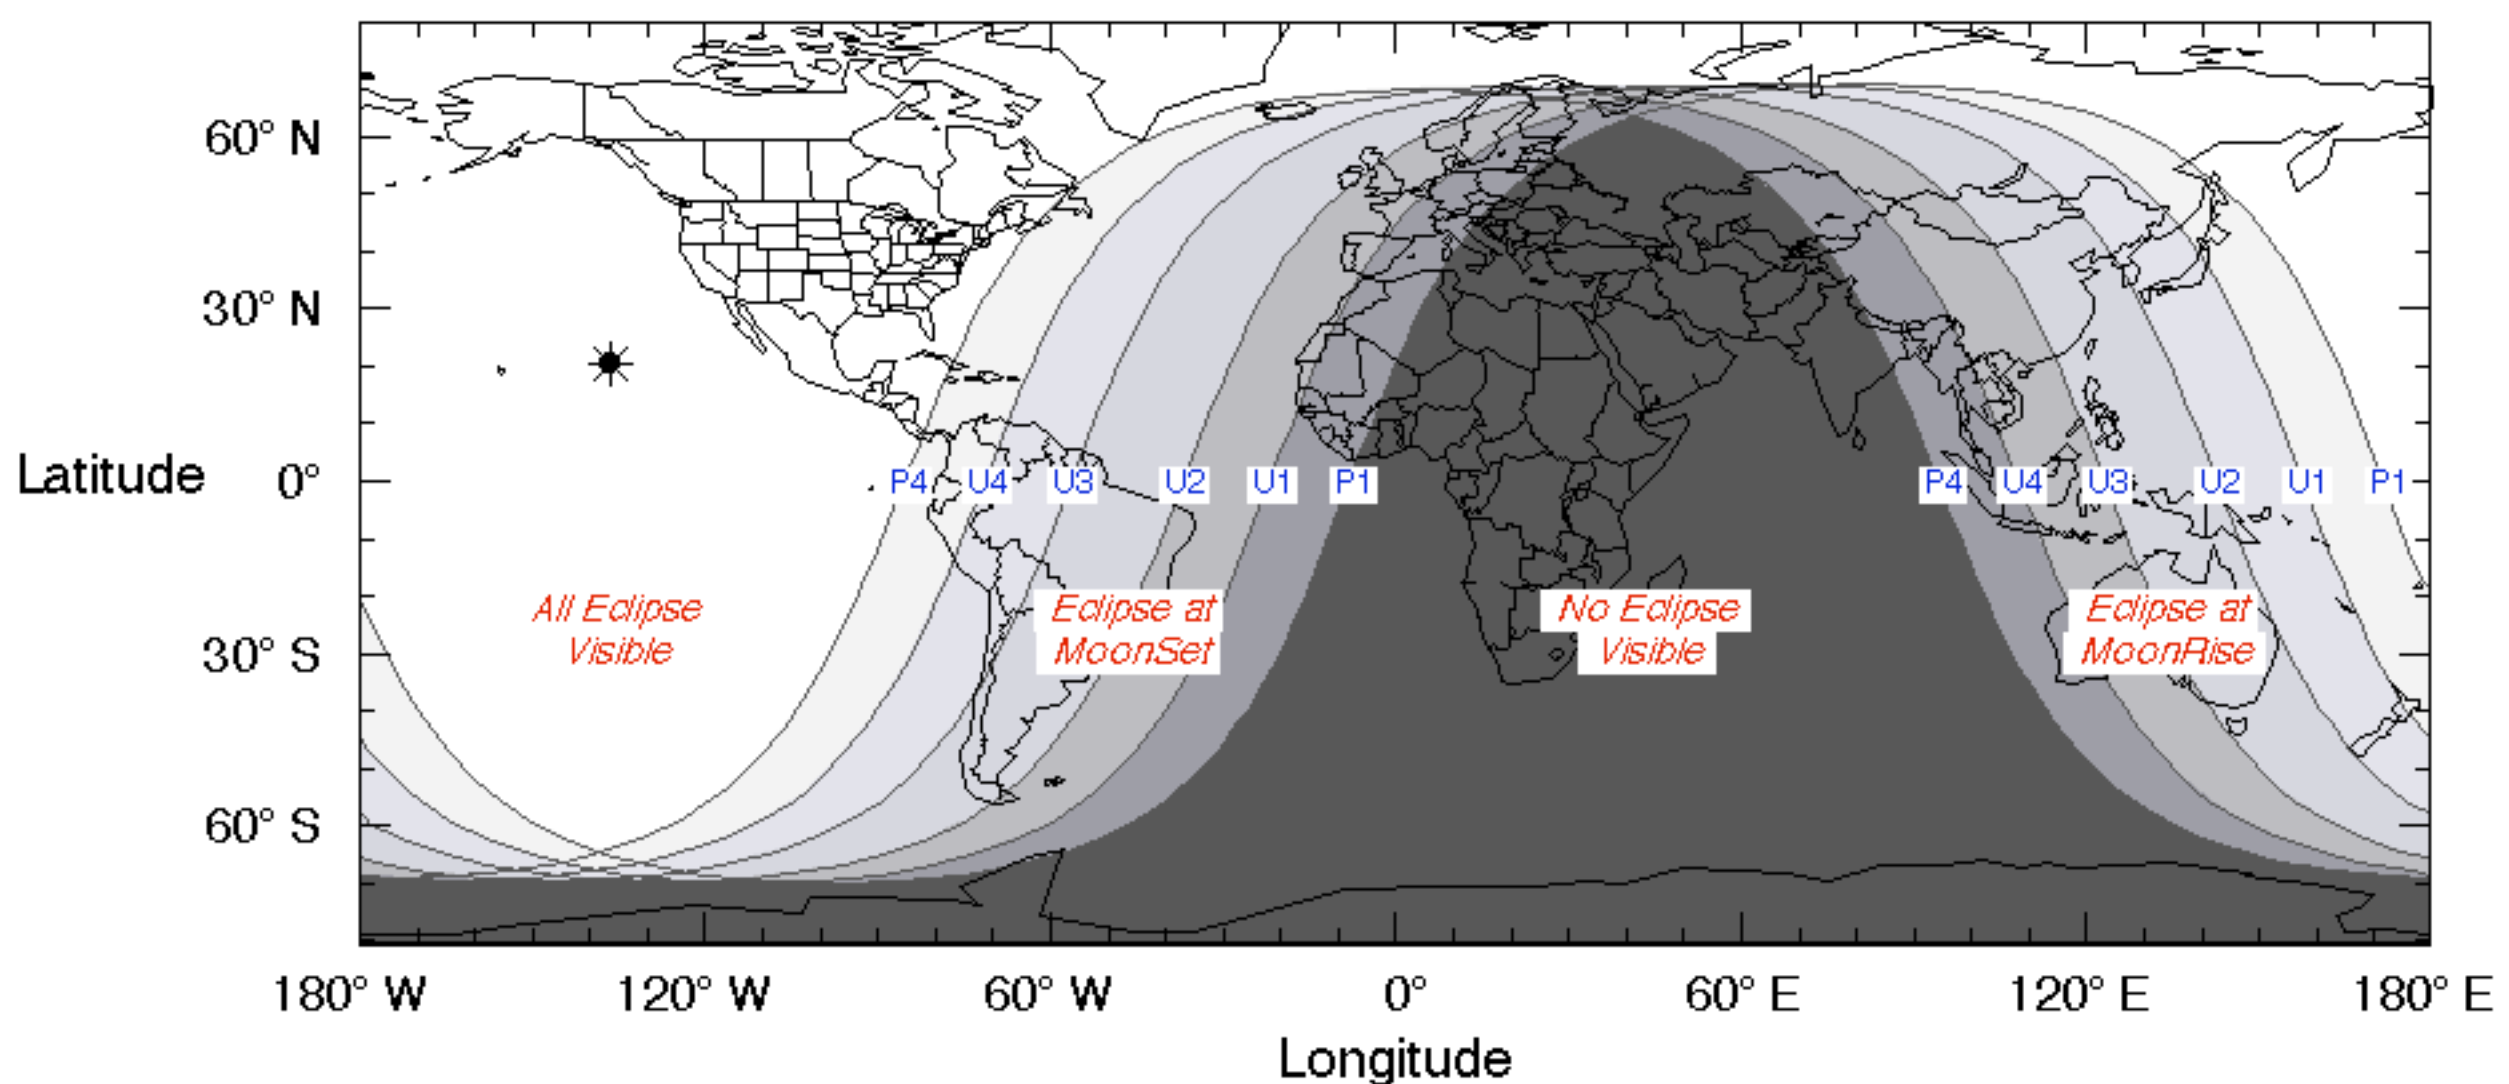 60° N
30° N
Latitude 0°
P4 U4 U3 U2 U1 P1 P4 U4 U3 U2 U1 P1
All Eclipse
Visible
Eclipse at
MoonSet
No Eclipse
Visible
Eclipse at
MoonRise
30° S
60° S
180° W 120° W 60° W 0° 60° E 120° E 180° E
Longitude